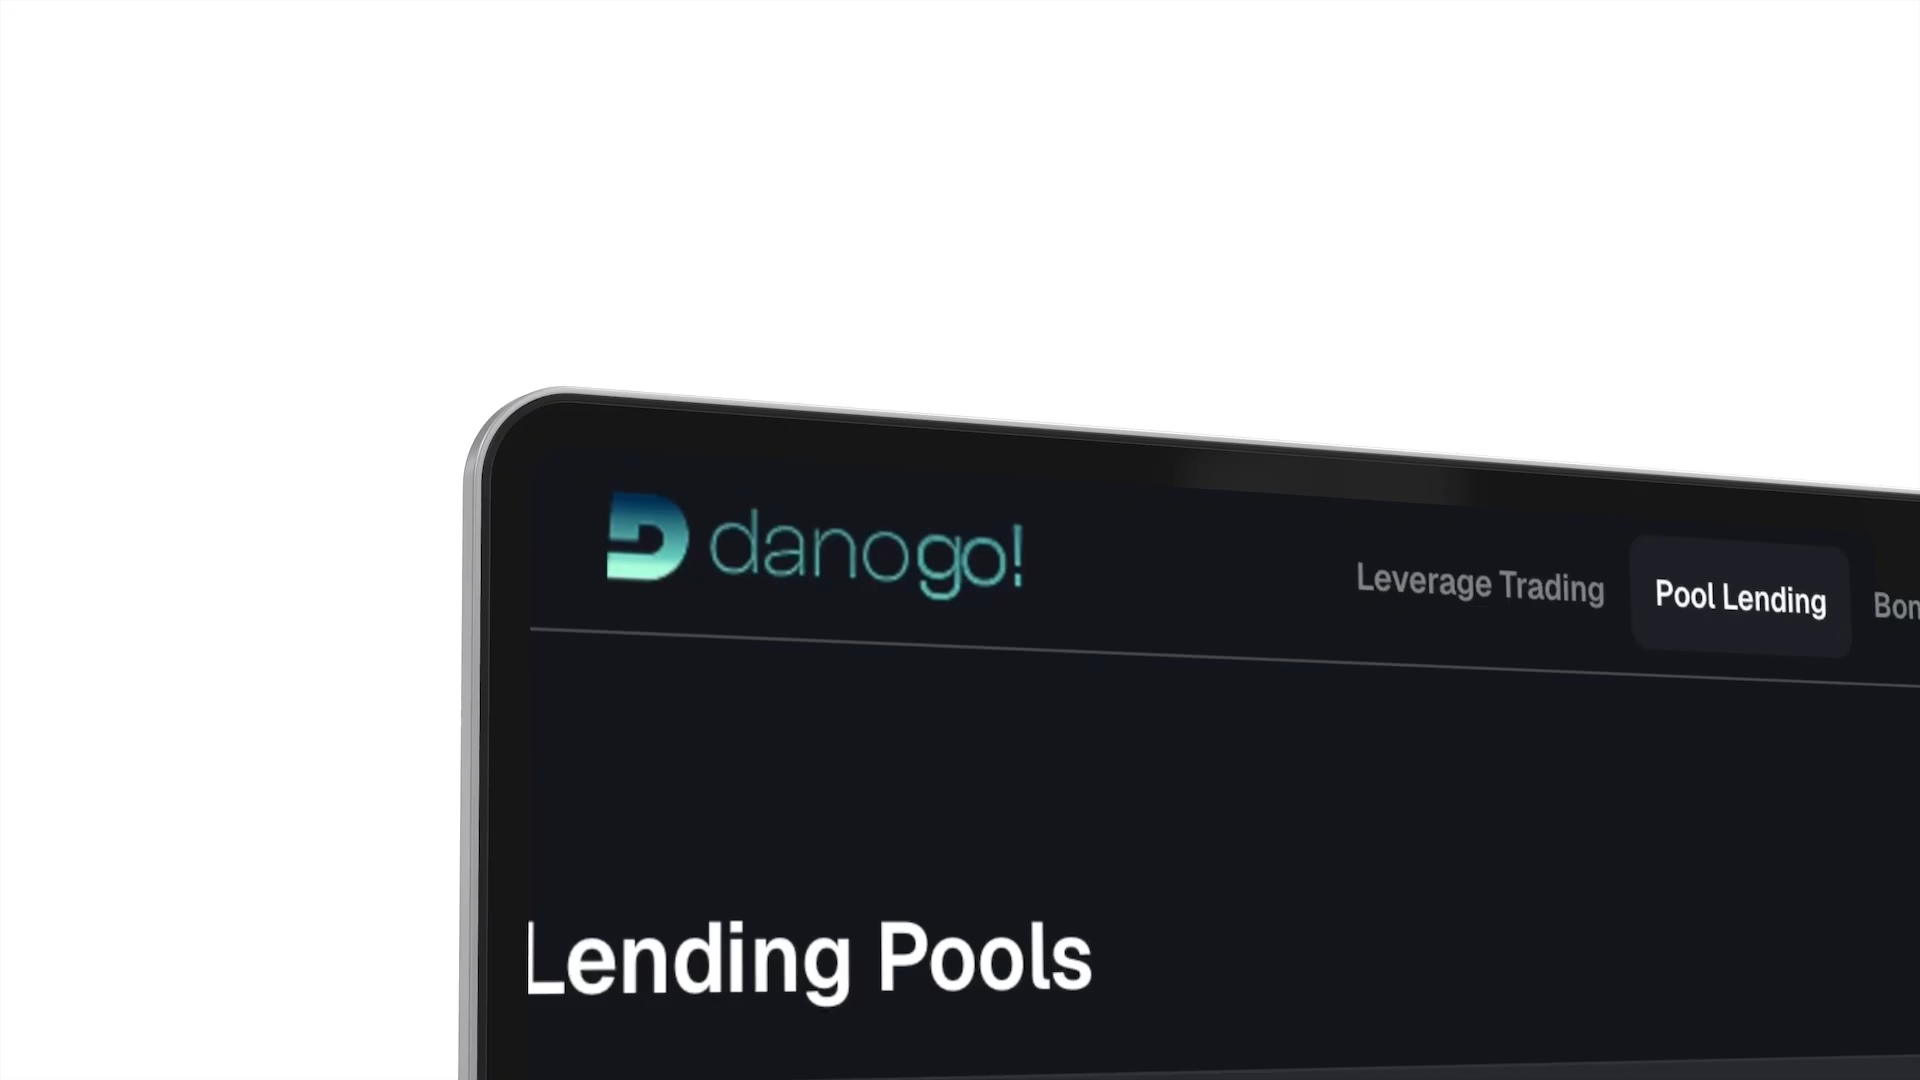 danogo!
Leverage Trading
Pool Lending
Lending Pools